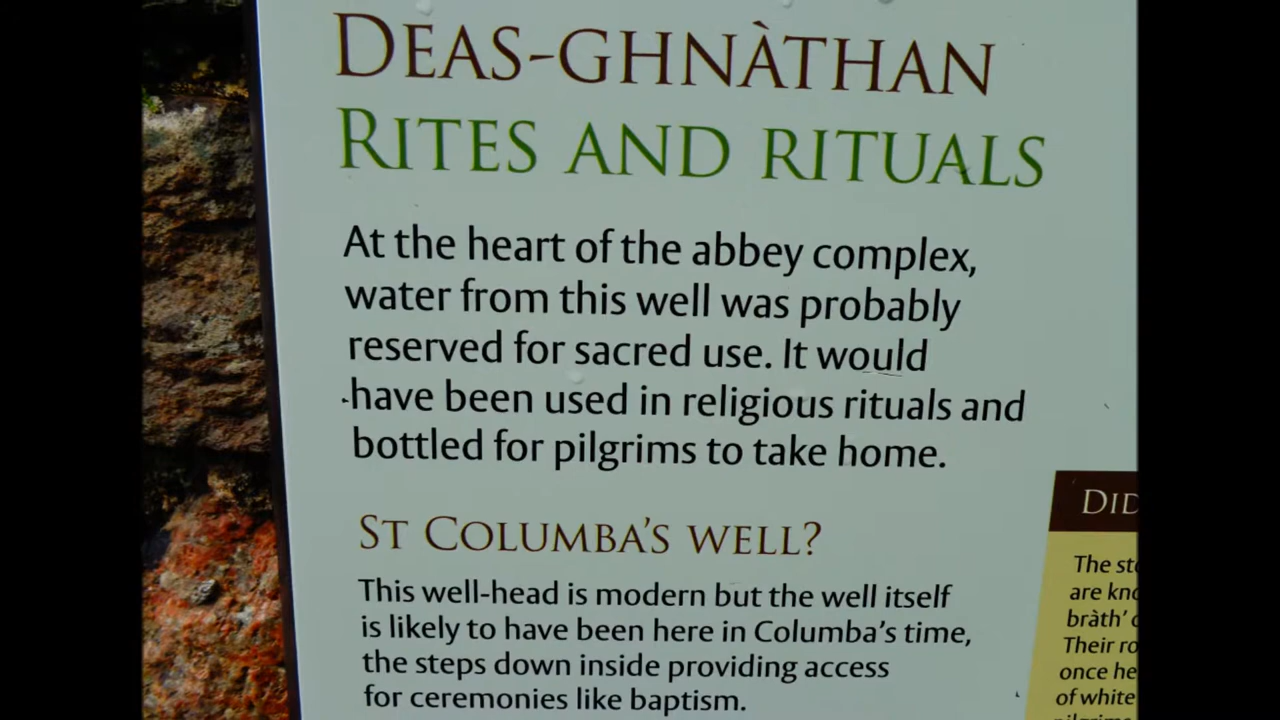 DEAS-GHNÀTHAN
RITES AND RITUALS
At the heart of the abbey complex,
water from this well was probably
reserved for sacred use. It would
have been used in religious rituals and
bottled for pilgrims to take home.
ST COLUMBA'S WELL?
This well-head is modern but the well itself
is likely to have been here in Columba's time,
the steps down inside providing access
for ceremonies like baptism.
DID
The
are
bràth'
Their
once
of white